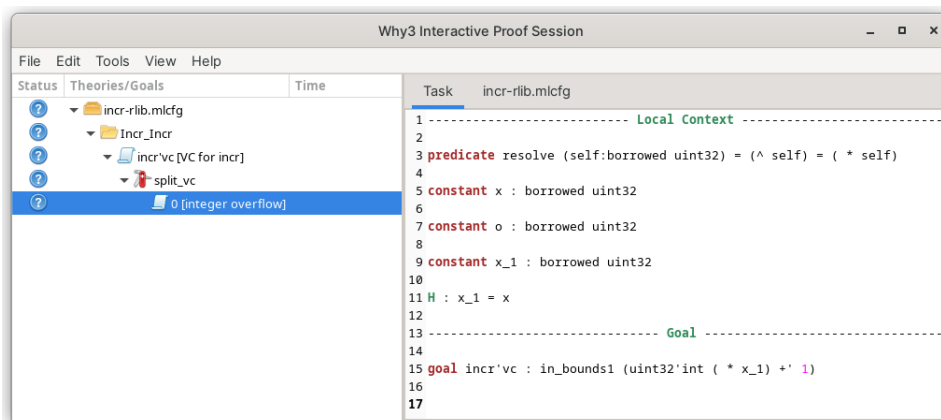 Why3 Interactive Proof Session
File Edit Tools View Help
Status Theories/Goals Time
incr-rlib.mlcfg
Incr_Incr
incr'vc [VC for incr]
split_vc
0 [integer overflow]
Task incr-rlib.mlcfg
1 --------------------------- Local Context ---------------------------
2
3 predicate resolve (self:borrowed uint32) = (^ self) = ( * self)
4
5 constant x : borrowed uint32
6
7 constant o : borrowed uint32
8
9 constant x_1 : borrowed uint32
10
11 H : x_1 = x
12
13 ------------------------------- Goal --------------------------------
14
15 goal incr'vc : in_bounds1 (uint32'int ( * x_1) +' 1)
16
17